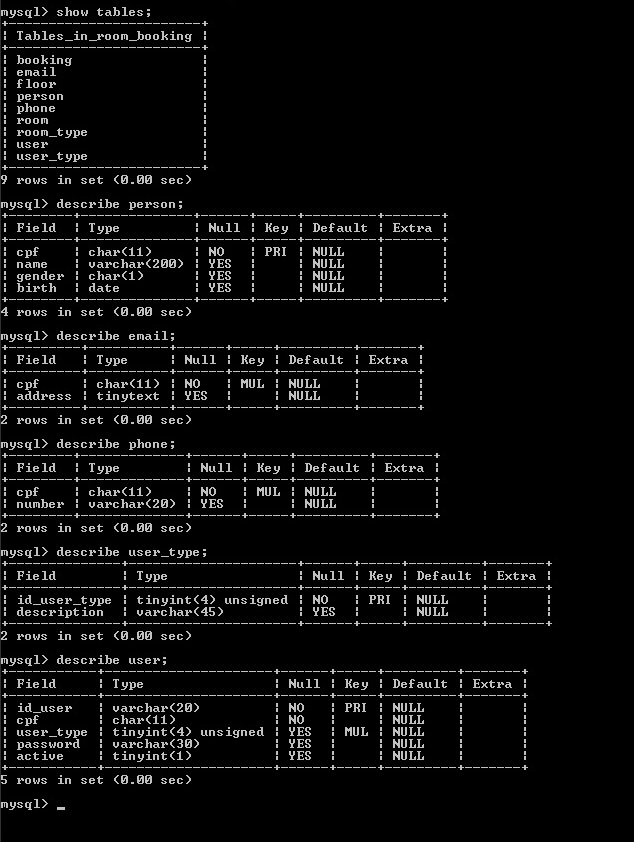 mysql> show tables;
+------------------------+
¦ Tables_in_room_booking ¦
+------------------------+
¦ booking                ¦
¦ email                  ¦
¦ floor                  ¦
¦ person                 ¦
¦ phone                  ¦
¦ room                   ¦
¦ room_type              ¦
¦ user                   ¦
¦ user_type              ¦
+------------------------+
9 rows in set (0.00 sec)
mysql> describe person;
+--------+--------------+------+-----+---------+-------+
¦ Field  ¦ Type         ¦ Null ¦ Key ¦ Default ¦ Extra ¦
+--------+--------------+------+-----+---------+-------+
¦ cpf    ¦ char(11)     ¦ NO   ¦ PRI ¦ NULL    ¦       ¦
¦ name   ¦ varchar(200) ¦ YES  ¦     ¦ NULL    ¦       ¦
¦ gender ¦ char(1)      ¦ YES  ¦     ¦ NULL    ¦       ¦
¦ birth  ¦ date         ¦ YES  ¦     ¦ NULL    ¦       ¦
+--------+--------------+------+-----+---------+-------+
4 rows in set (0.00 sec)
mysql> describe email;
+---------+----------+------+-----+---------+-------+
¦ Field   ¦ Type     ¦ Null ¦ Key ¦ Default ¦ Extra ¦
+---------+----------+------+-----+---------+-------+
¦ cpf     ¦ char(11) ¦ NO   ¦ MUL ¦ NULL    ¦       ¦
¦ address ¦ tinytext ¦ YES  ¦     ¦ NULL    ¦       ¦
+---------+----------+------+-----+---------+-------+
2 rows in set (0.00 sec)
mysql> describe phone;
+--------+-------------+------+-----+---------+-------+
¦ Field  ¦ Type        ¦ Null ¦ Key ¦ Default ¦ Extra ¦
+--------+-------------+------+-----+---------+-------+
¦ cpf    ¦ char(11)    ¦ NO   ¦ MUL ¦ NULL    ¦       ¦
¦ number ¦ varchar(20) ¦ YES  ¦     ¦ NULL    ¦       ¦
+--------+-------------+------+-----+---------+-------+
2 rows in set (0.00 sec)
mysql> describe user_type;
+--------------+---------------------+------+-----+---------+-------+
¦ Field        ¦ Type                ¦ Null ¦ Key ¦ Default ¦ Extra ¦
+--------------+---------------------+------+-----+---------+-------+
¦ id_user_type ¦ tinyint(4) unsigned ¦ NO   ¦ PRI ¦ NULL    ¦       ¦
¦ description  ¦ varchar(45)         ¦ YES  ¦     ¦ NULL    ¦       ¦
+--------------+---------------------+------+-----+---------+-------+
2 rows in set (0.00 sec)
mysql> describe user;
+-----------+---------------------+------+-----+---------+-------+
¦ Field     ¦ Type                ¦ Null ¦ Key ¦ Default ¦ Extra ¦
+-----------+---------------------+------+-----+---------+-------+
¦ id_user   ¦ varchar(20)         ¦ NO   ¦ PRI ¦ NULL    ¦       ¦
¦ cpf       ¦ char(11)            ¦ NO   ¦     ¦ NULL    ¦       ¦
¦ user_type ¦ tinyint(4) unsigned ¦ YES  ¦ MUL ¦ NULL    ¦       ¦
¦ password  ¦ varchar(30)         ¦ YES  ¦     ¦ NULL    ¦       ¦
¦ active    ¦ tinyint(1)          ¦ YES  ¦     ¦ NULL    ¦       ¦
+-----------+---------------------+------+-----+---------+-------+
5 rows in set (0.00 sec)
mysql> _